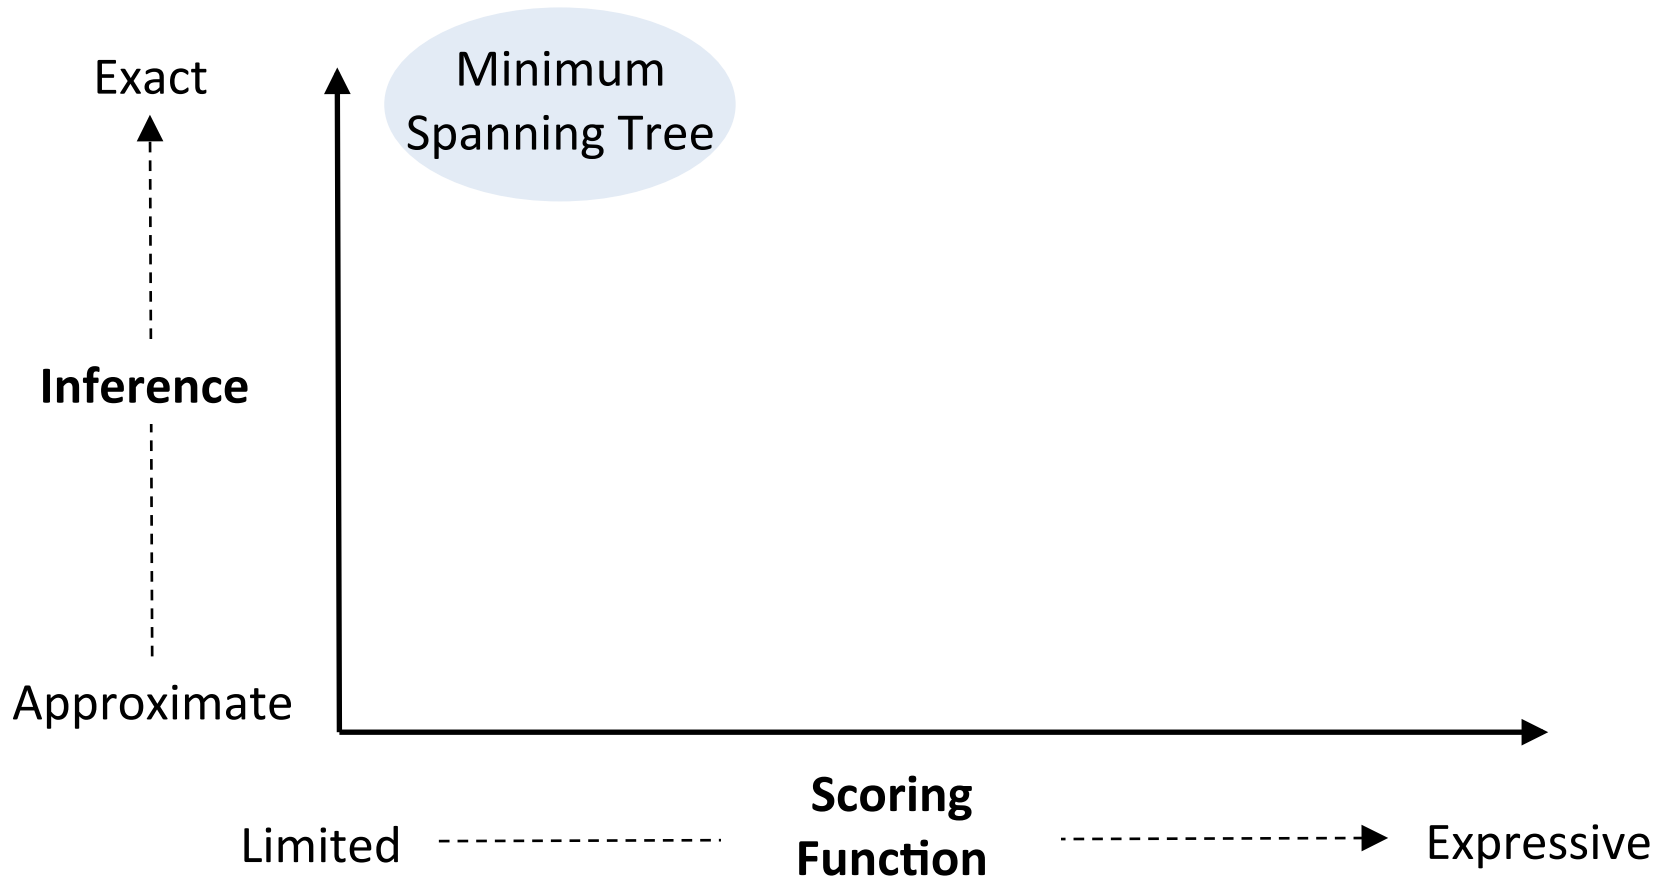 Exact
Minimum
Spanning Tree
Inference
Approximate
Scoring
Function
Limited
Expressive